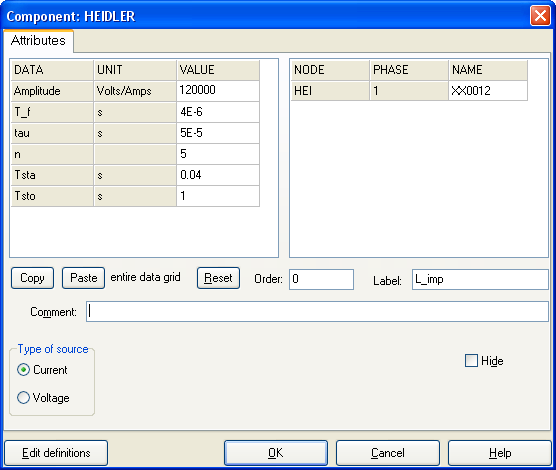 Component: HEIDLER
Attributes
DATA UNIT VALUE
Amplitude Volts/Amps 120000
T_f s 4E-6
tau s 5E-5
n 5
Tsta s 0.04
Tsto s 1
NODE PHASE NAME
HEI 1 XX0012
Copy Paste entire data grid Reset Order: 0 Label: L_imp
Comment:
Type of source
Current
Voltage
Hide
Edit definitions OK Cancel Help